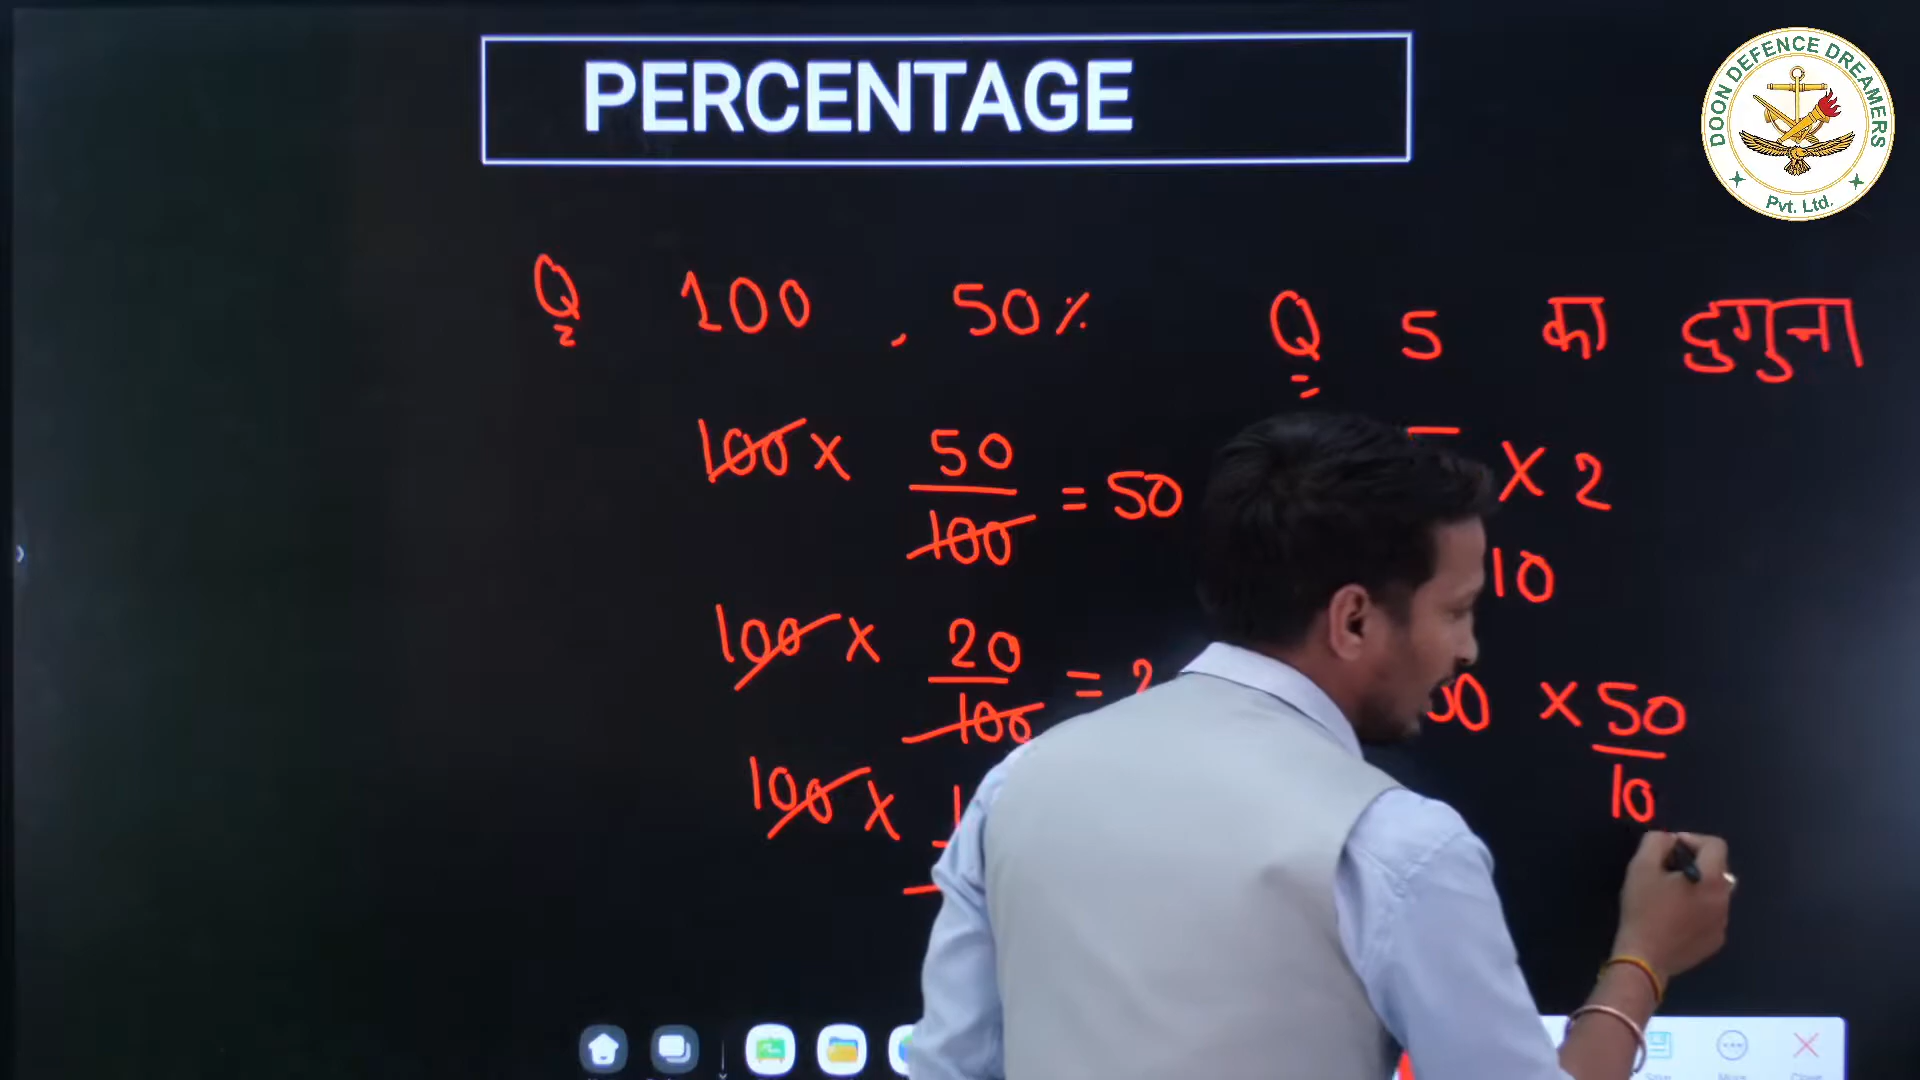 PERCENTAGE
DOON DEFENCE DREAMERS
Pvt. Ltd.
Q 100 , 50%
100 × 50/100 = 50
100 × 20/100 =
100 ×
Q 5 का दुगुना
× 2
10
× 50/10